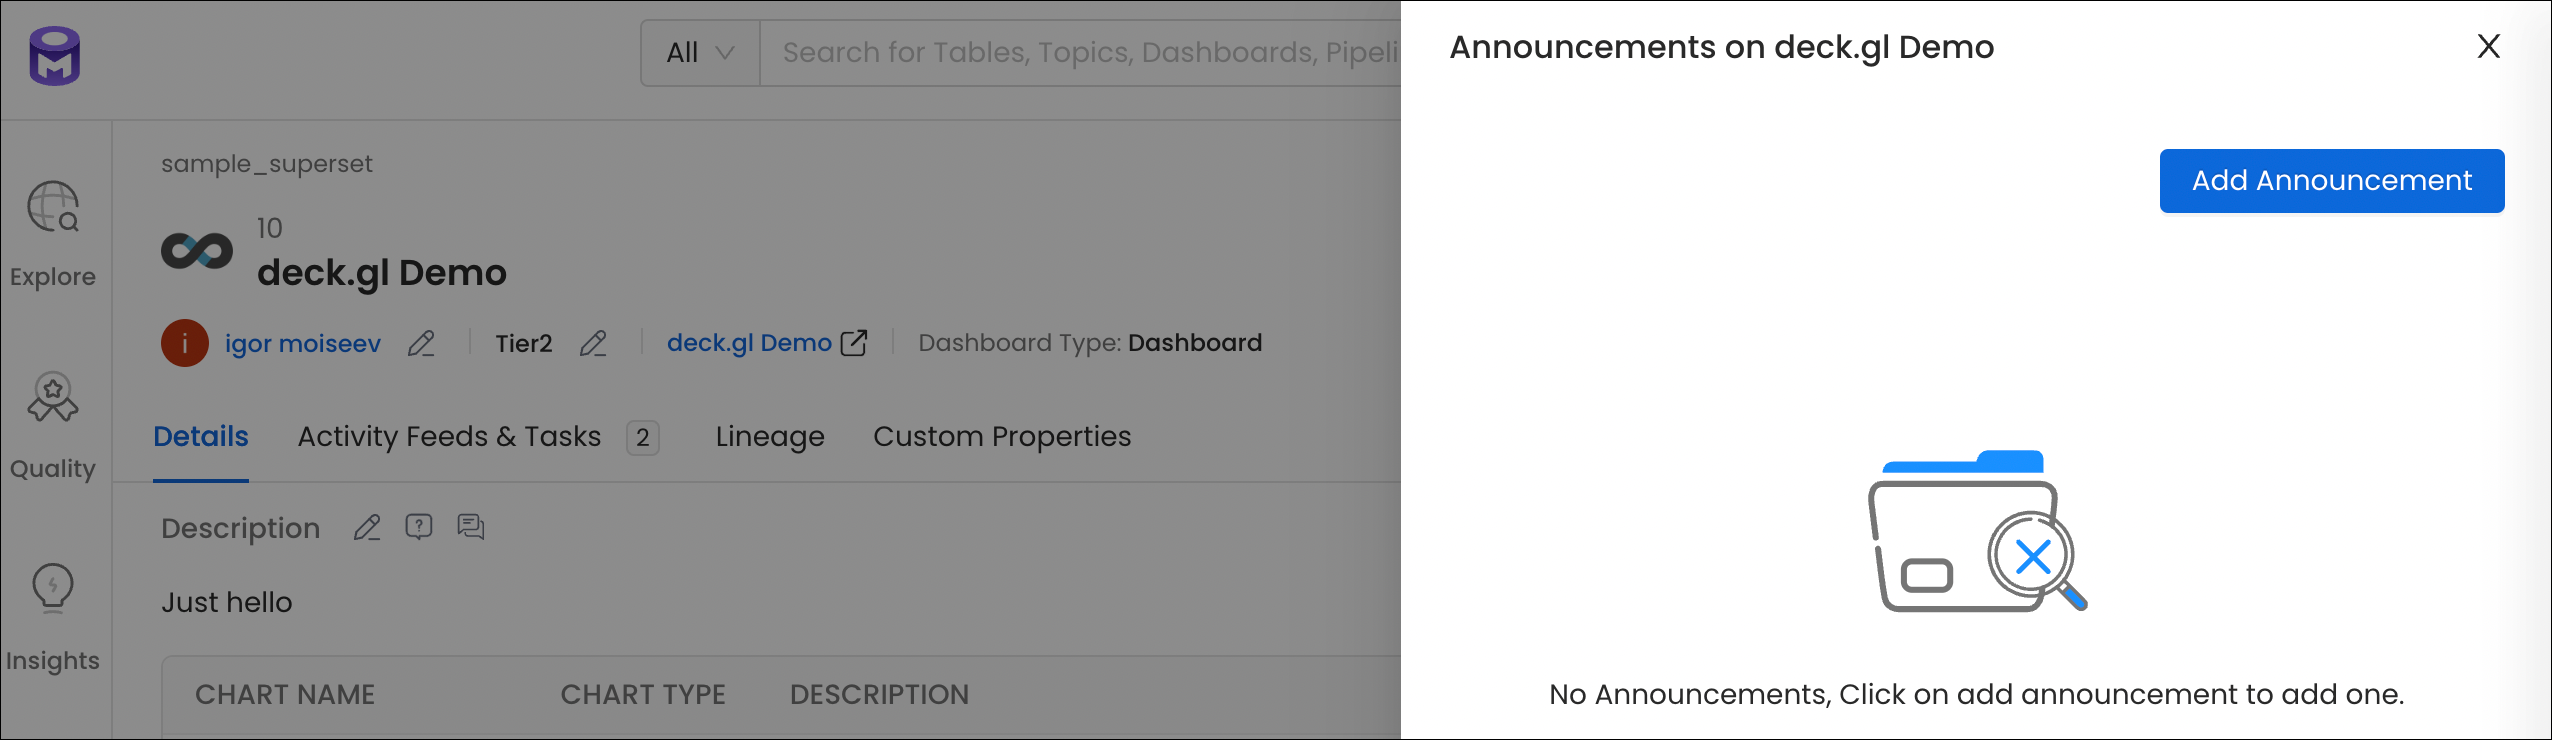 All
Search for Tables, Topics, Dashboards, Pipeli
Explore
Quality
Insights
sample_superset
10
deck.gl Demo
i igor moiseev Tier2 deck.gl Demo Dashboard Type: Dashboard
Details Activity Feeds & Tasks 2 Lineage Custom Properties
Description
Just hello
CHART NAME CHART TYPE DESCRIPTION
Announcements on deck.gl Demo
Add Announcement
No Announcements, Click on add announcement to add one.